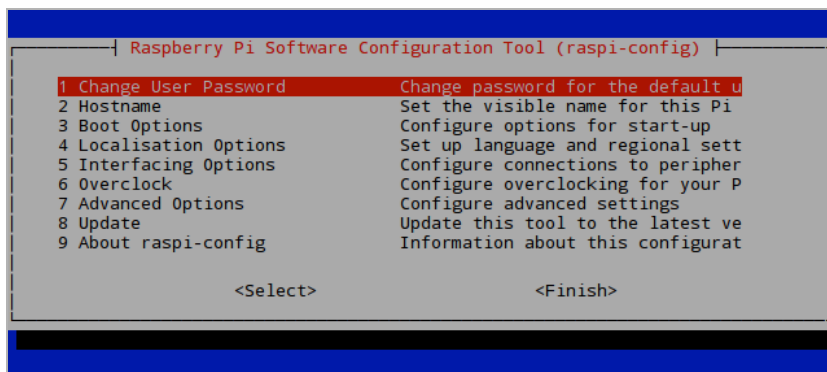 Raspberry Pi Software Configuration Tool (raspi-config)
1 Change User Password Change password for the default u
2 Hostname Set the visible name for this Pi
3 Boot Options Configure options for start-up
4 Localisation Options Set up language and regional sett
5 Interfacing Options Configure connections to peripher
6 Overclock Configure overclocking for your P
7 Advanced Options Configure advanced settings
8 Update Update this tool to the latest ve
9 About raspi-config Information about this configurat
<Select> <Finish>